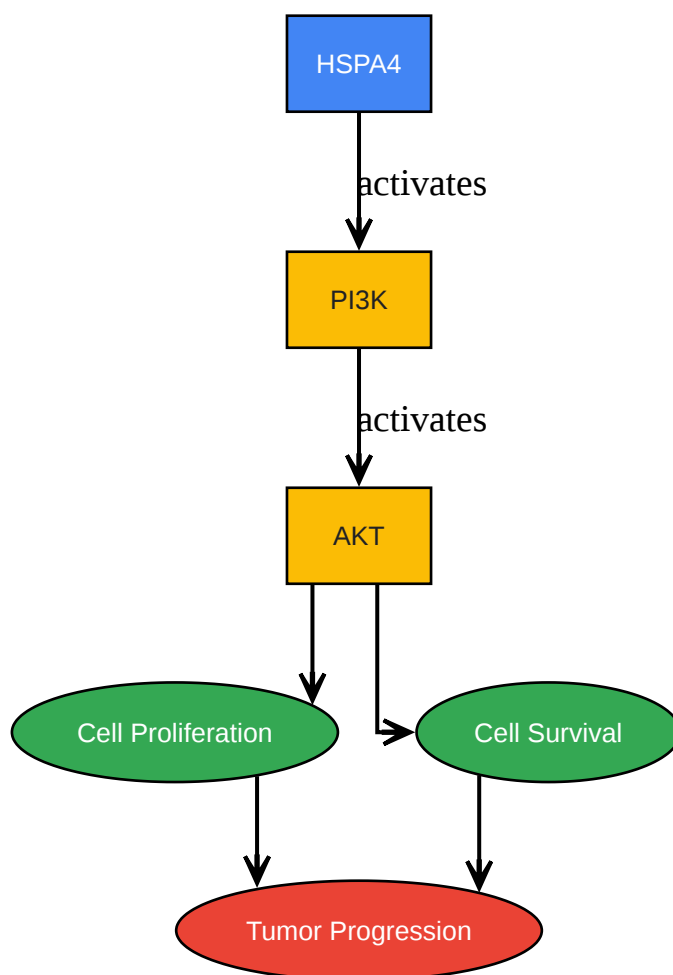 HSPA4
activates
PI3K
activates
AKT
Cell Proliferation
Cell Survival
Tumor Progression